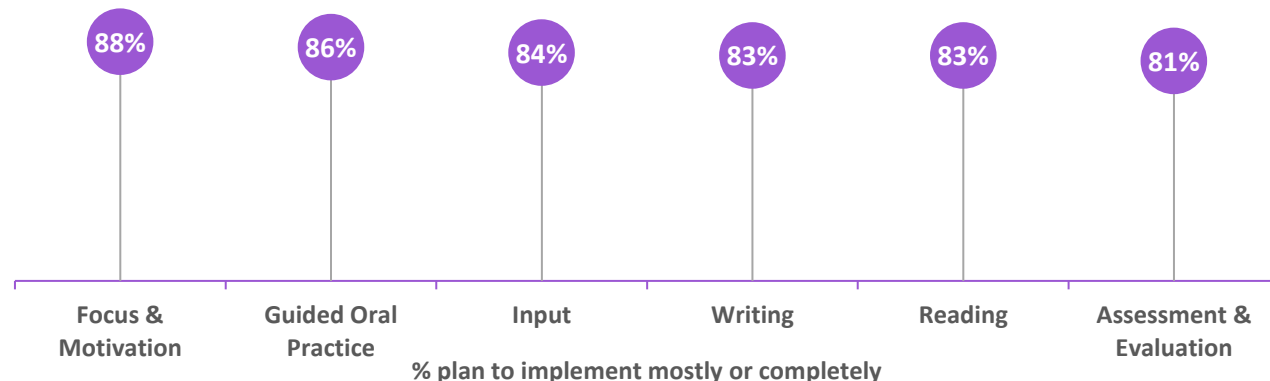 88%
86%
84%
83%
83%
81%
Focus &
Motivation
Guided Oral
Practice
Input
Writing
Reading
Assessment &
Evaluation
% plan to implement mostly or completely